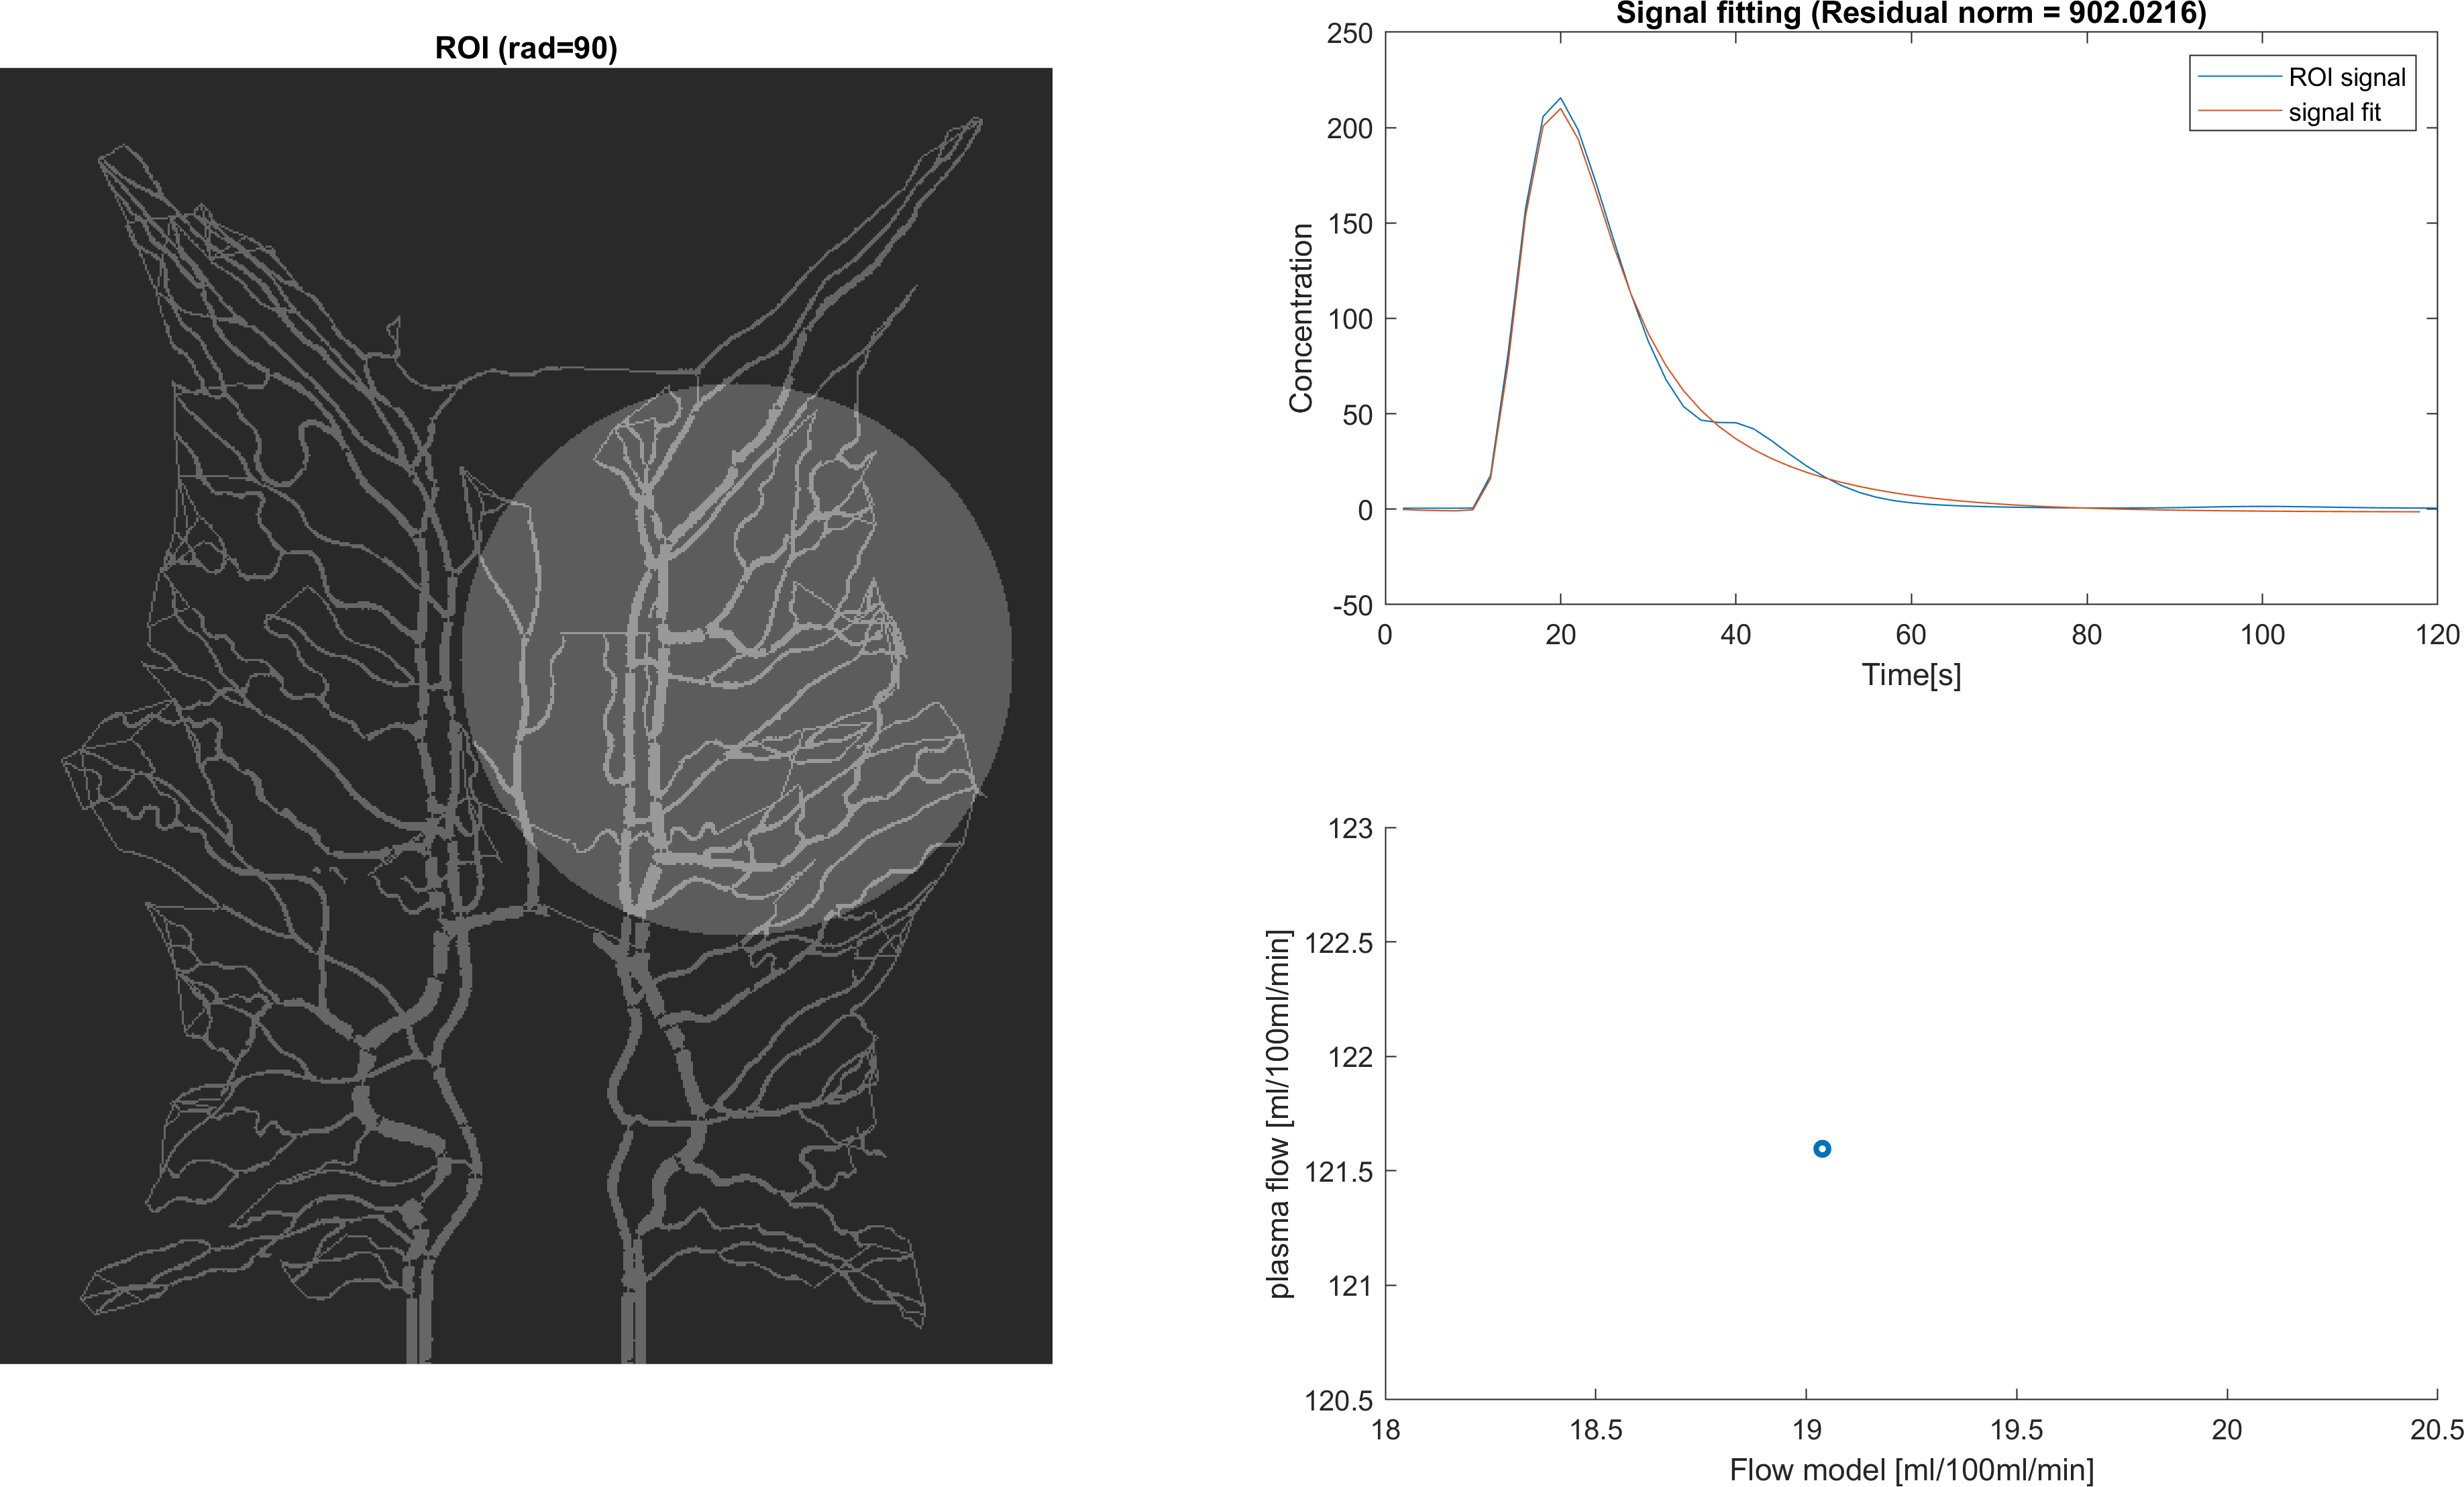 ROI (rad=90)
Signal fitting (Residual norm = 902.0216)
250
200
150
100
50
0
-50
Concentration
ROI signal
signal fit
0 20 40 60 80 100 120
Time[s]
123
122.5
122
121.5
121
120.5
plasma flow [ml/100ml/min]
18 18.5 19 19.5 20 20.5
Flow model [ml/100ml/min]